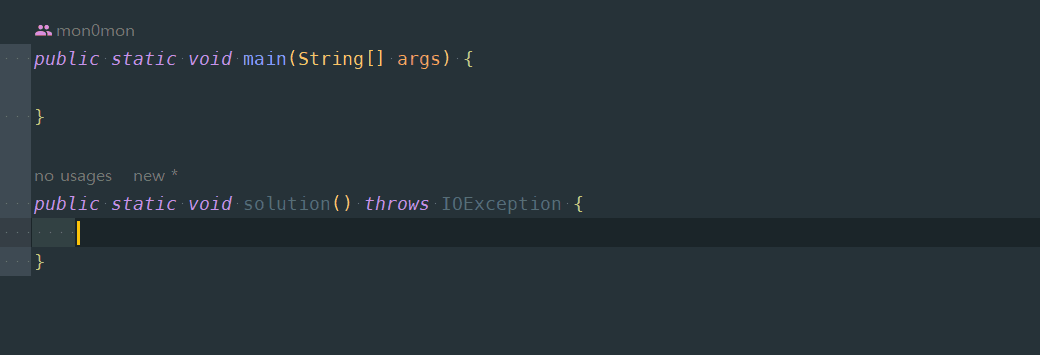 mon0mon
public static void main(String[] args) {
}
no usages new *
public static void solution() throws IOException {
}